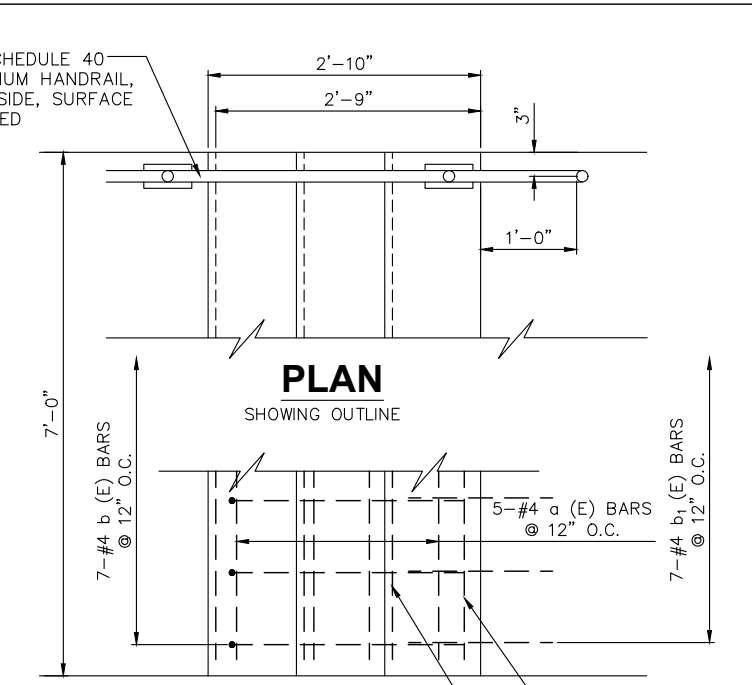 CHEDULE 40
IUM HANDRAIL,
SIDE, SURFACE
ED
2'-10"
2'-9"
3"
1'-0"
7'-0"
PLAN
SHOWING OUTLINE
7-#4 b (E) BARS
@ 12" O.C.
5-#4 a (E) BARS
@ 12" O.C.
7-#4 b₁ (E) BARS
@ 12" O.C.